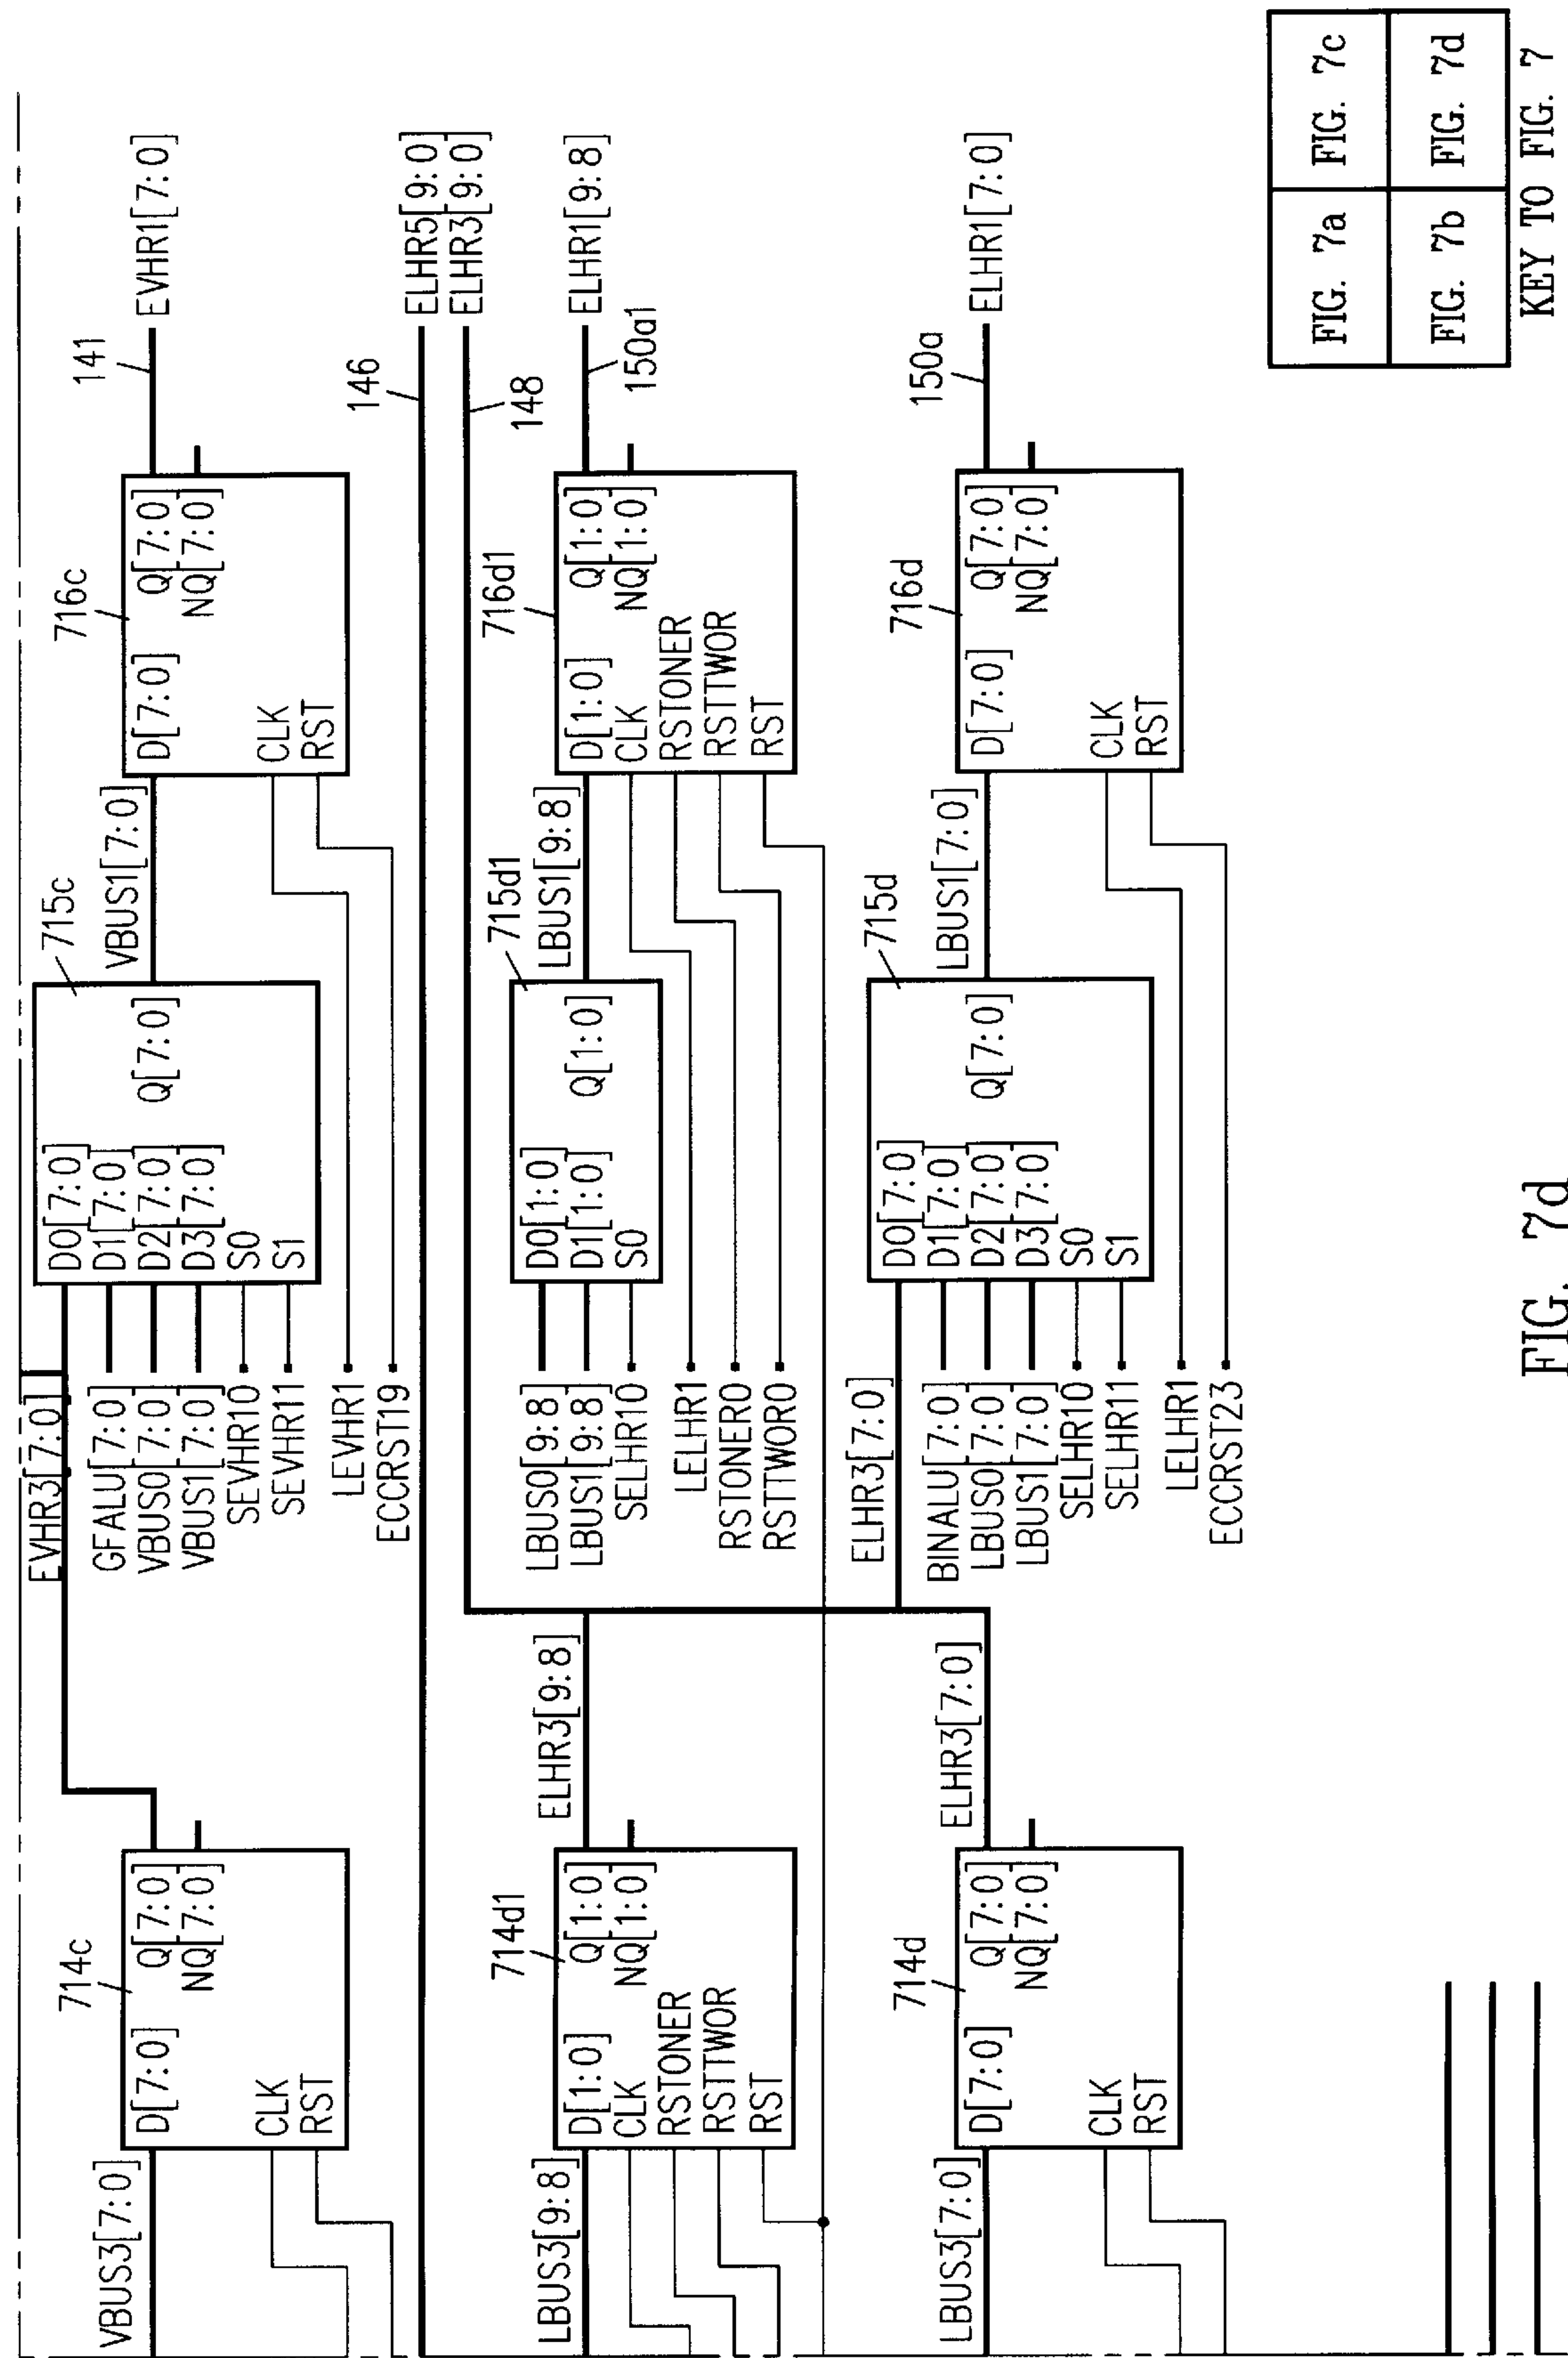 VBUS3[7:0]
714c
D[7:0]
Q[7:0]
NQ[7:0]
CLK
RST
EVHR3[7:0]
GFALU[7:0]
VBUS0[7:0]
VBUS1[7:0]
SEVHR10
SEVHR11
LEVHR1
ECCRST19
715c
D0[7:0]
D1[7:0]
D2[7:0]
D3[7:0]
S0
S1
Q[7:0]
VBUS1[7:0]
716c
D[7:0]
Q[7:0]
NQ[7:0]
CLK
RST
141
EVHR1[7:0]
146
ELHR5[9:0]
ELHR3[9:0]
148
LBUS3[9:8]
714d1
D[1:0]
Q[1:0]
NQ[1:0]
CLK
RSTONER
RSTTWOR
RST
ELHR3[9:8]
LBUS0[9:8]
LBUS1[9:8]
SELHR10
LELHR1
RSTONER0
RSTTWOR0
715d1
D0[1:0]
D1[1:0]
S0
Q[1:0]
LBUS1[9:8]
716d1
D[1:0]
Q[1:0]
NQ[1:0]
CLK
RSTONER
RSTTWOR
RST
ELHR1[9:8]
150a1
LBUS3[7:0]
714d
D[7:0]
Q[7:0]
NQ[7:0]
CLK
RST
ELHR3[7:0]
ELHR3[7:0]
BINALU[7:0]
LBUS0[7:0]
LBUS1[7:0]
SELHR10
SELHR11
LELHR1
ECCRST23
715d
D0[7:0]
D1[7:0]
D2[7:0]
D3[7:0]
S0
S1
Q[7:0]
LBUS1[7:0]
716d
D[7:0]
Q[7:0]
NQ[7:0]
CLK
RST
150a
ELHR1[7:0]
FIG. 7a
FIG. 7c
FIG. 7b
FIG. 7d
KEY TO FIG. 7
FIG. 7d